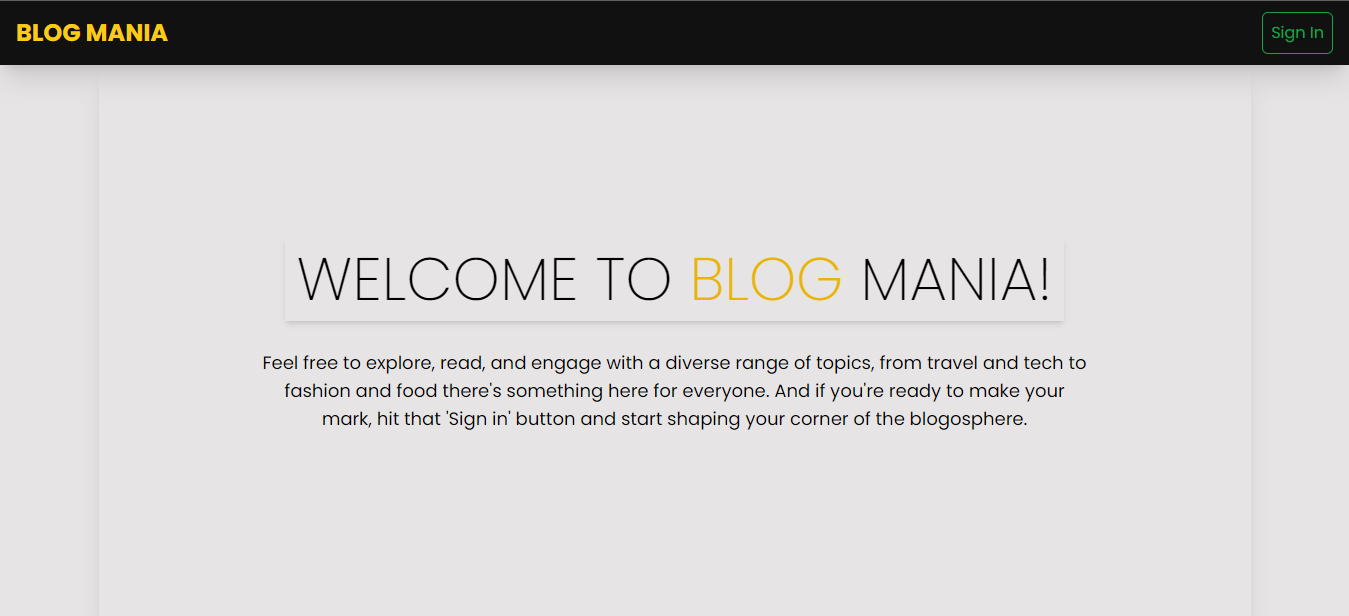 BLOG MANIA
Sign In
WELCOME TO BLOG MANIA!
Feel free to explore, read, and engage with a diverse range of topics, from travel and tech to
fashion and food there's something here for everyone. And if you're ready to make your
mark, hit that 'Sign in' button and start shaping your corner of the blogosphere.